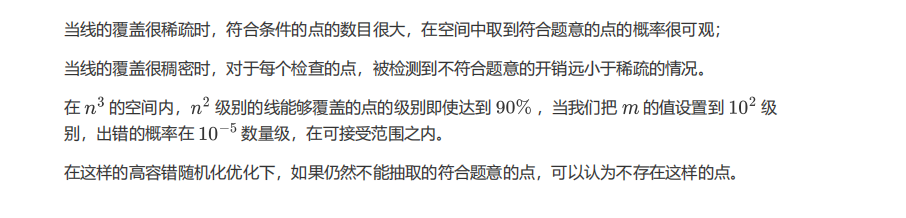 当线的覆盖很稀疏时，符合条件的点的数目很大，在空间中取到符合题意的点的概率很可观；
当线的覆盖很稠密时，对于每个检查的点，被检测到不符合题意的开销远小于稀疏的情况。
在 n³ 的空间内，n² 级别的线能够覆盖的点的级别即使达到 90% ，当我们把 m 的值设置到 10² 级
别，出错的概率在 10⁻⁵ 数量级，在可接受范围之内。
在这样的高容错随机化优化下，如果仍然不能抽取的符合题意的点，可以认为不存在这样的点。